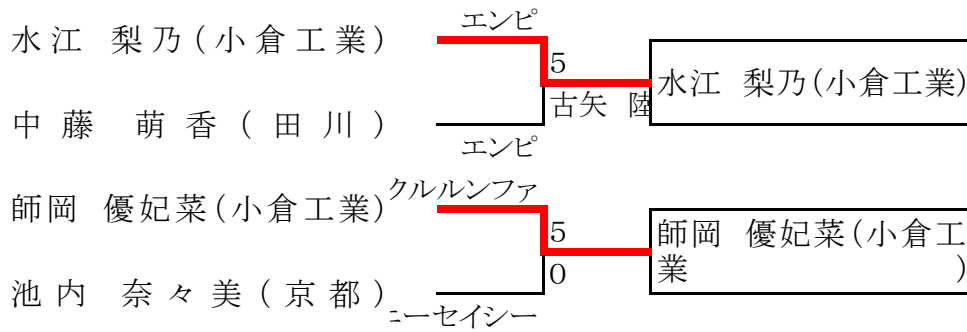 エンピ
水江 梨乃(小倉工業)
5
水江 梨乃(小倉工業)
古矢 陸
中藤 萌香(田川)
エンピ
クルルンファ
師岡 優妃菜(小倉工業)
5
師岡 優妃菜(小倉工
業)
0
池内 奈々美(京都)
ニーセイシー